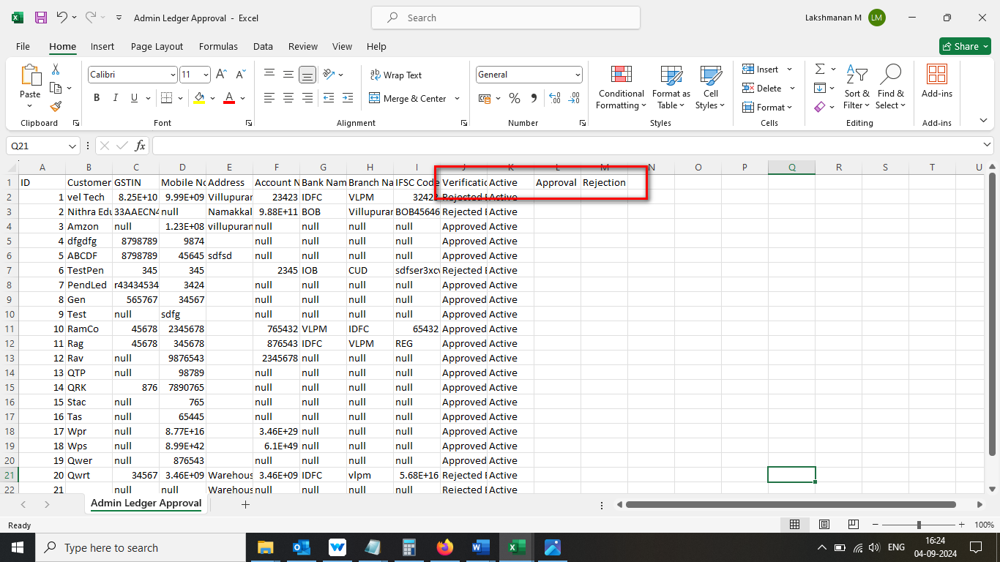 Admin Ledger Approval - Excel
Search
Lakshmanan M
LM
File Home Insert Page Layout Formulas Data Review View Help
Share
Paste
Calibri 11
B I U
Wrap Text
Merge & Center
General
Conditional Formatting
Format as Table
Cell Styles
Insert
Delete
Format
Sort & Filter
Find & Select
Add-ins
Clipboard Font Alignment Number Styles Cells Editing Add-ins
Q21 fx
A B C D E F G H I J K L M N O P Q R S T U
1 ID Customer GSTIN Mobile No Address Account N Bank Nam Branch Na IFSC Code Verificatio Active Approval Rejection
2 1 vel Tech 8.25E+10 9.99E+09 Villupuran 23423 IDFC VLPM 32423 Rejected B Active
3 2 Nithra Edu 33AAECN4 null Namakkal 9.88E+11 BOB Villupuran BOB45646 Rejected B Active
4 3 Amzon null 1.23E+08 villupuran null null null null Approved Active
5 4 dfgdfg 8798789 9874 null null null null Approved Active
6 5 ABCDF 8798789 45645 sdfsd null null null null Approved Active
7 6 TestPen 345 345 2345 IOB CUD sdfser3xcv Rejected B Active
8 7 PendLed r43434534 3424 null null null null Approved Active
9 8 Gen 565767 34567 null null null null Approved Active
10 9 Test null sdfg null null null null Approved Active
11 10 RamCo 45678 2345678 765432 VLPM IDFC 65432 Approved Active
12 11 Rag 45678 345678 876543 IDFC VLPM REG Approved Active
13 12 Rav null 9876543 2345678 null null null Approved Active
14 13 QTP null 98789 null null null null Approved Active
15 14 QRK 876 7890765 null null null null Approved Active
16 15 Stac null 765 null null null null Approved Active
17 16 Tas null 65445 null null null null Approved Active
18 17 Wpr null 8.77E+16 3.46E+29 null null null Approved Active
19 18 Wps null 8.99E+42 6.1E+49 null null null Approved Active
20 19 Qwer null 876543 null null null null Approved Active
21 20 Qwrt 34567 3.46E+09 Warehous 3.46E+09 IDFC vlpm 5.68E+16 Rejected B Active
22 21 null null Warehous null null null null Rejected B Active
Admin Ledger Approval
Ready
100%
Type here to search
ENG
16:24
04-09-2024